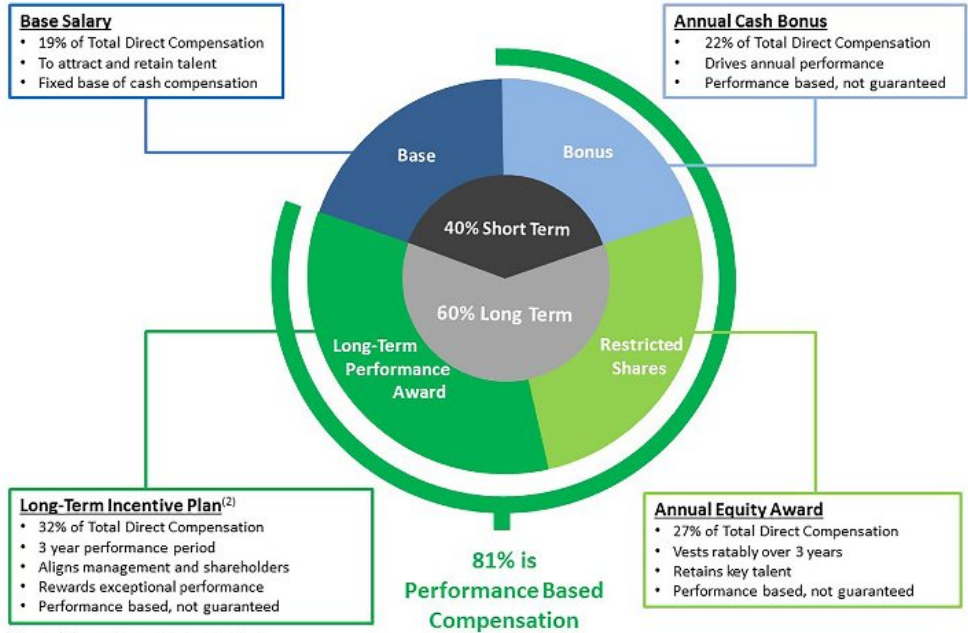 Base Salary
• 19% of Total Direct Compensation
• To attract and retain talent
• Fixed base of cash compensation
Annual Cash Bonus
• 22% of Total Direct Compensation
• Drives annual performance
• Performance based, not guaranteed
Base
Bonus
40% Short Term
60% Long Term
Long-Term
Performance
Award
Restricted
Shares
Long-Term Incentive Plan(2)
• 32% of Total Direct Compensation
• 3 year performance period
• Aligns management and shareholders
• Rewards exceptional performance
• Performance based, not guaranteed
81% is
Performance Based
Compensation
Annual Equity Award
• 27% of Total Direct Compensation
• Vests ratably over 3 years
• Retains key talent
• Performance based, not guaranteed